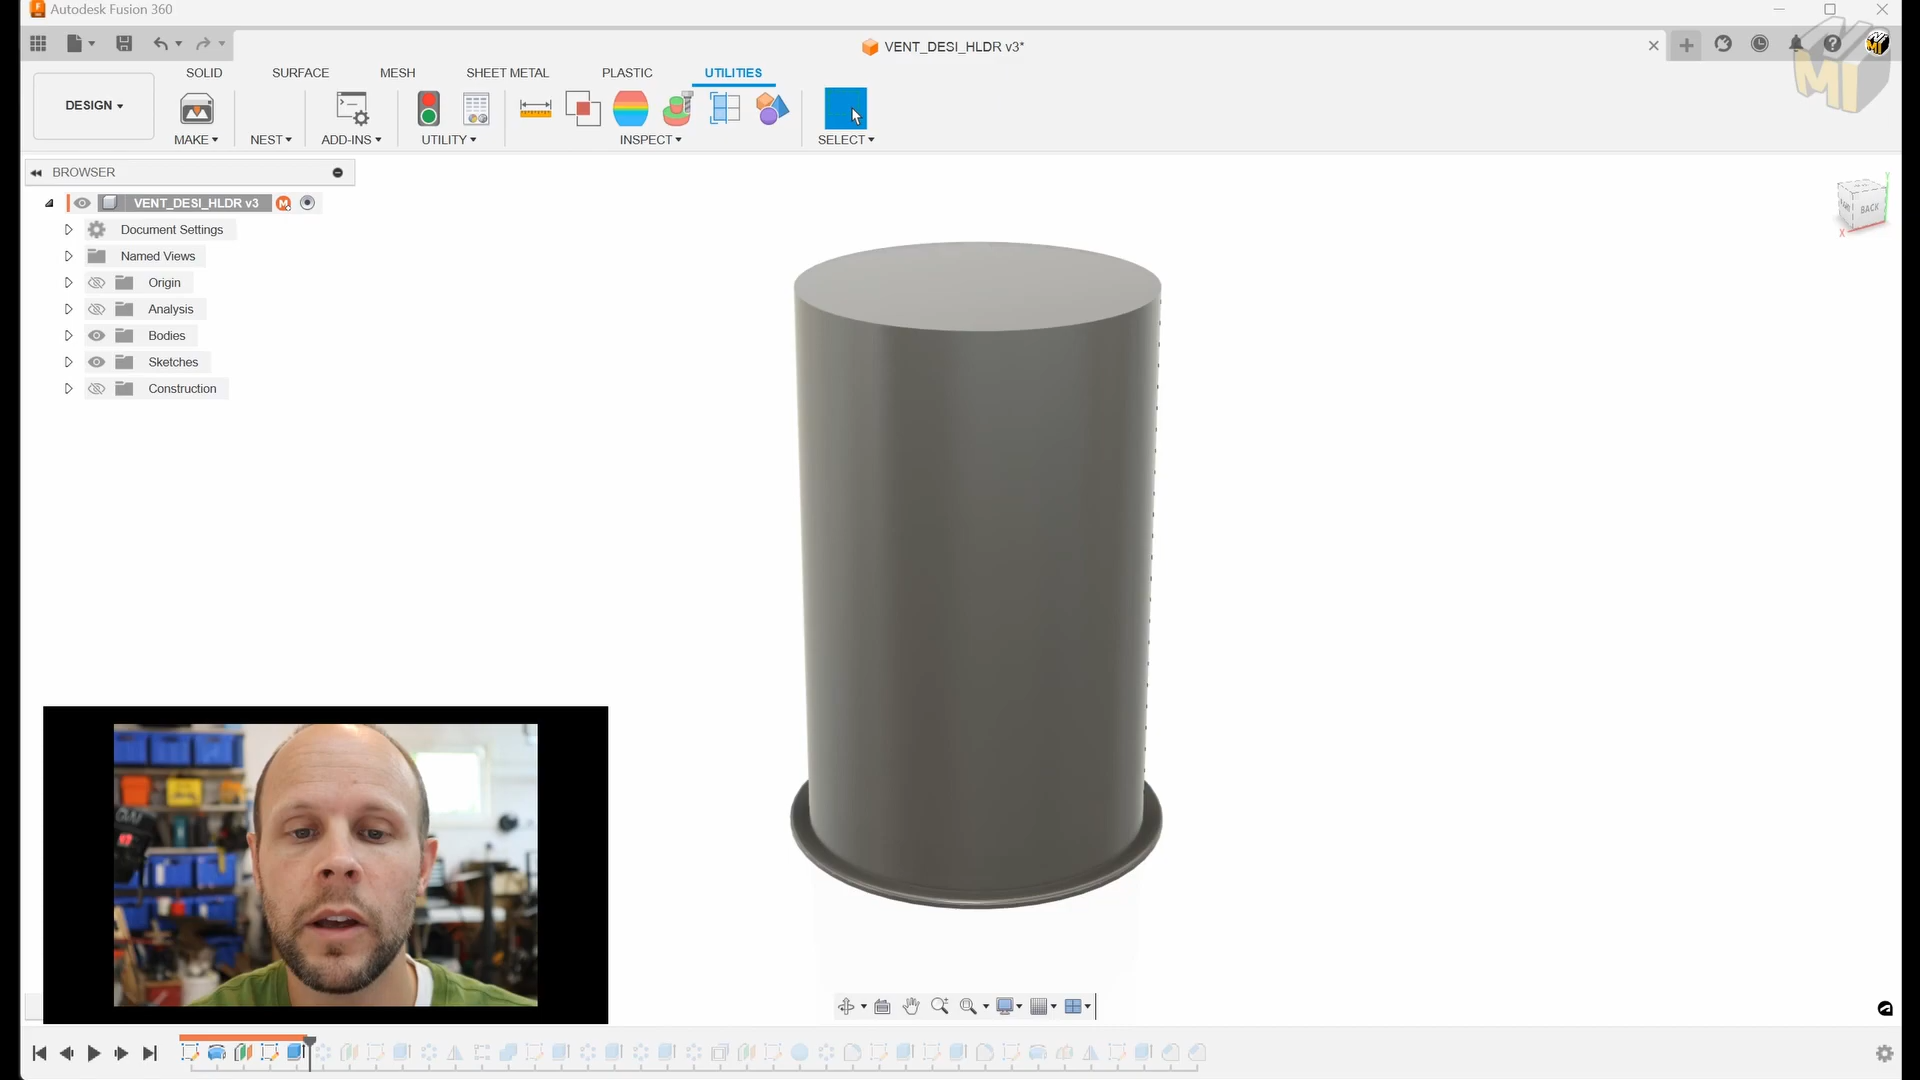 Autodesk Fusion 360
VENT_DESI_HLDR v3*
MI
SOLID SURFACE MESH SHEET METAL PLASTIC UTILITIES
DESIGN
MAKE NEST ADD-INS UTILITY INSPECT SELECT
BROWSER
VENT_DESI_HLDR v3
Document Settings
Named Views
Origin
Analysis
Bodies
Sketches
Construction
BACK
X
Y